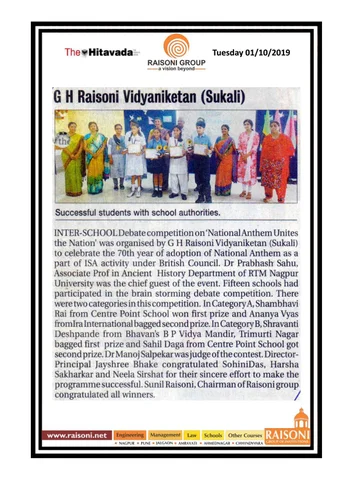 The Hitavada
RAISONI GROUP
a vision beyond
Tuesday 01/10/2019
G H Raisoni Vidyaniketan (Sukali)
Successful students with school authorities.
INTER-SCHOOL Debate competition on 'National Anthem Unites
the Nation' was organised by G H Raisoni Vidyaniketan (Sukali)
to celebrate the 70th year of adoption of National Anthem as a
part of ISA activity under British Council. Dr Prabhash Sahu,
Associate Prof in Ancient History Department of RTM Nagpur
University was the chief guest of the event. Fifteen schools had
participated in the brain storming debate competition. There
were two categories in this competition. In Category A, Shambhavi
Rai from Centre Point School won first prize and Ananya Vyas
from Ira International bagged second prize. In Category B, Shravanti
Deshpande from Bhavan's B P Vidya Mandir, Trimurti Nagar
bagged first prize and Sahil Daga from Centre Point School got
second prize. Dr Manoj Salpekar was judge of the contest. Director-
Principal Jayshree Bhake congratulated Sohini Das, Harsha
Sakharkar and Neela Sirshat for their sincere effort to make the
programme successful. Sunil Raisoni, Chairman of Raisoni group
congratulated all winners.
www.raisoni.net Engineering Management Law Schools Other Courses RAISONI
• NAGPUR • PUNE • JALGAON • AMRAVATI • AHMEDNAGAR • CHHINDWARA